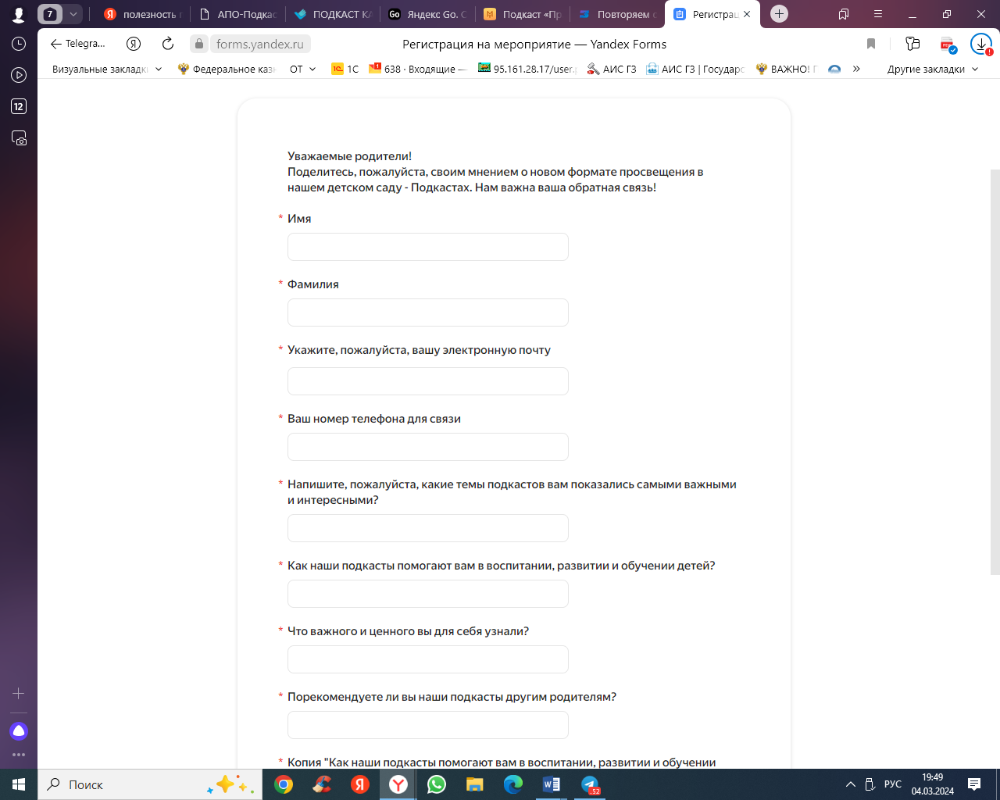 7
полезность
АПО-Подкас
ПОДКАСТ КА
Go
Яндекс Go. С
Подкаст «Пр
Повторяем с
Регистрац
Telegra...
Я
forms.yandex.ru
Регистрация на мероприятие — Yandex Forms
Визуальные закладки
Федеральное казн
ОТ
1С
638 · Входящие —
95.161.28.17/user.
АИС ГЗ
АИС ГЗ | Государс
ВАЖНО!
»
Другие закладки
12
Уважаемые родители!
Поделитесь, пожалуйста, своим мнением о новом формате просвещения в
нашем детском саду - Подкастах. Нам важна ваша обратная связь!
* Имя
* Фамилия
* Укажите, пожалуйста, вашу электронную почту
* Ваш номер телефона для связи
* Напишите, пожалуйста, какие темы подкастов вам показались самыми важными
и интересными?
* Как наши подкасты помогают вам в воспитании, развитии и обучении детей?
* Что важного и ценного вы для себя узнали?
* Порекомендуете ли вы наши подкасты другим родителям?
* Копия "Как наши подкасты помогают вам в воспитании, развитии и обучении
Поиск
.52
РУС
19:49
04.03.2024